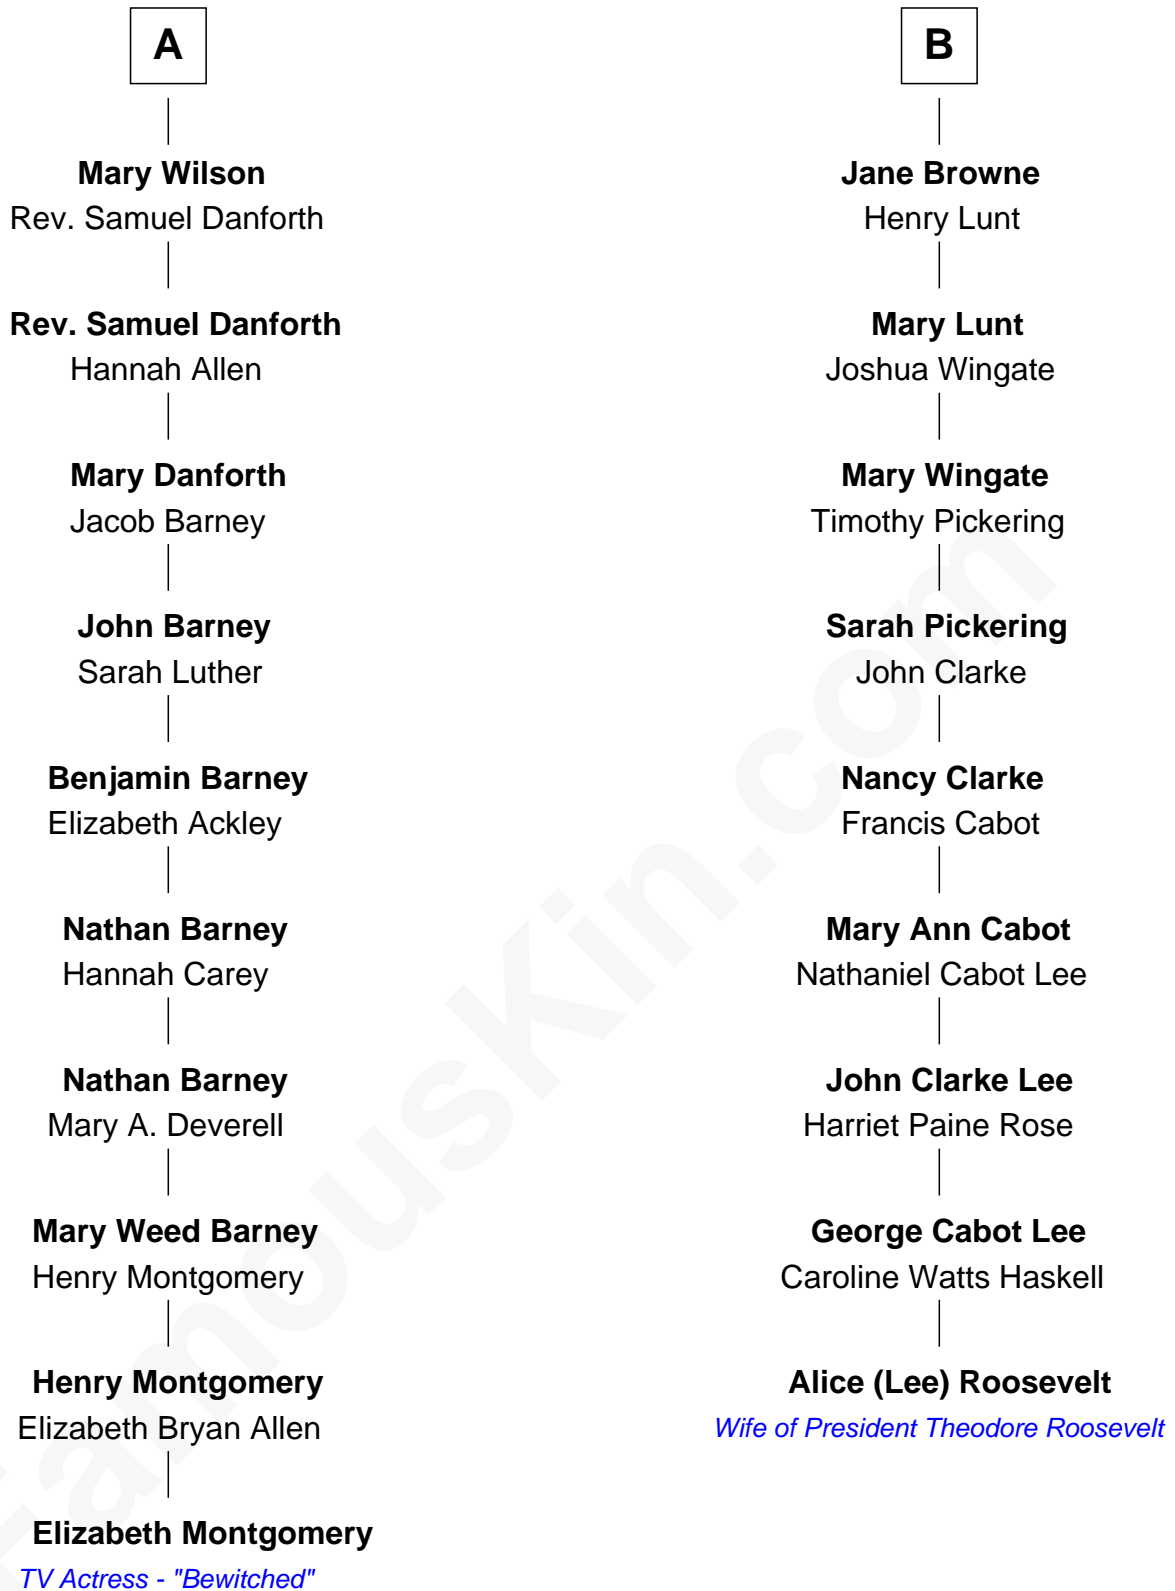 A
Mary Wilson
Rev. Samuel Danforth
Rev. Samuel Danforth
Hannah Allen
Mary Danforth
Jacob Barney
John Barney
Sarah Luther
Benjamin Barney
Elizabeth Ackley
Nathan Barney
Hannah Carey
Nathan Barney
Mary A. Deverell
Mary Weed Barney
Henry Montgomery
Henry Montgomery
Elizabeth Bryan Allen
Elizabeth Montgomery
TV Actress - "Bewitched"
B
Jane Browne
Henry Lunt
Mary Lunt
Joshua Wingate
Mary Wingate
Timothy Pickering
Sarah Pickering
John Clarke
Nancy Clarke
Francis Cabot
Mary Ann Cabot
Nathaniel Cabot Lee
John Clarke Lee
Harriet Paine Rose
George Cabot Lee
Caroline Watts Haskell
Alice (Lee) Roosevelt
Wife of President Theodore Roosevelt
FamousKin.com